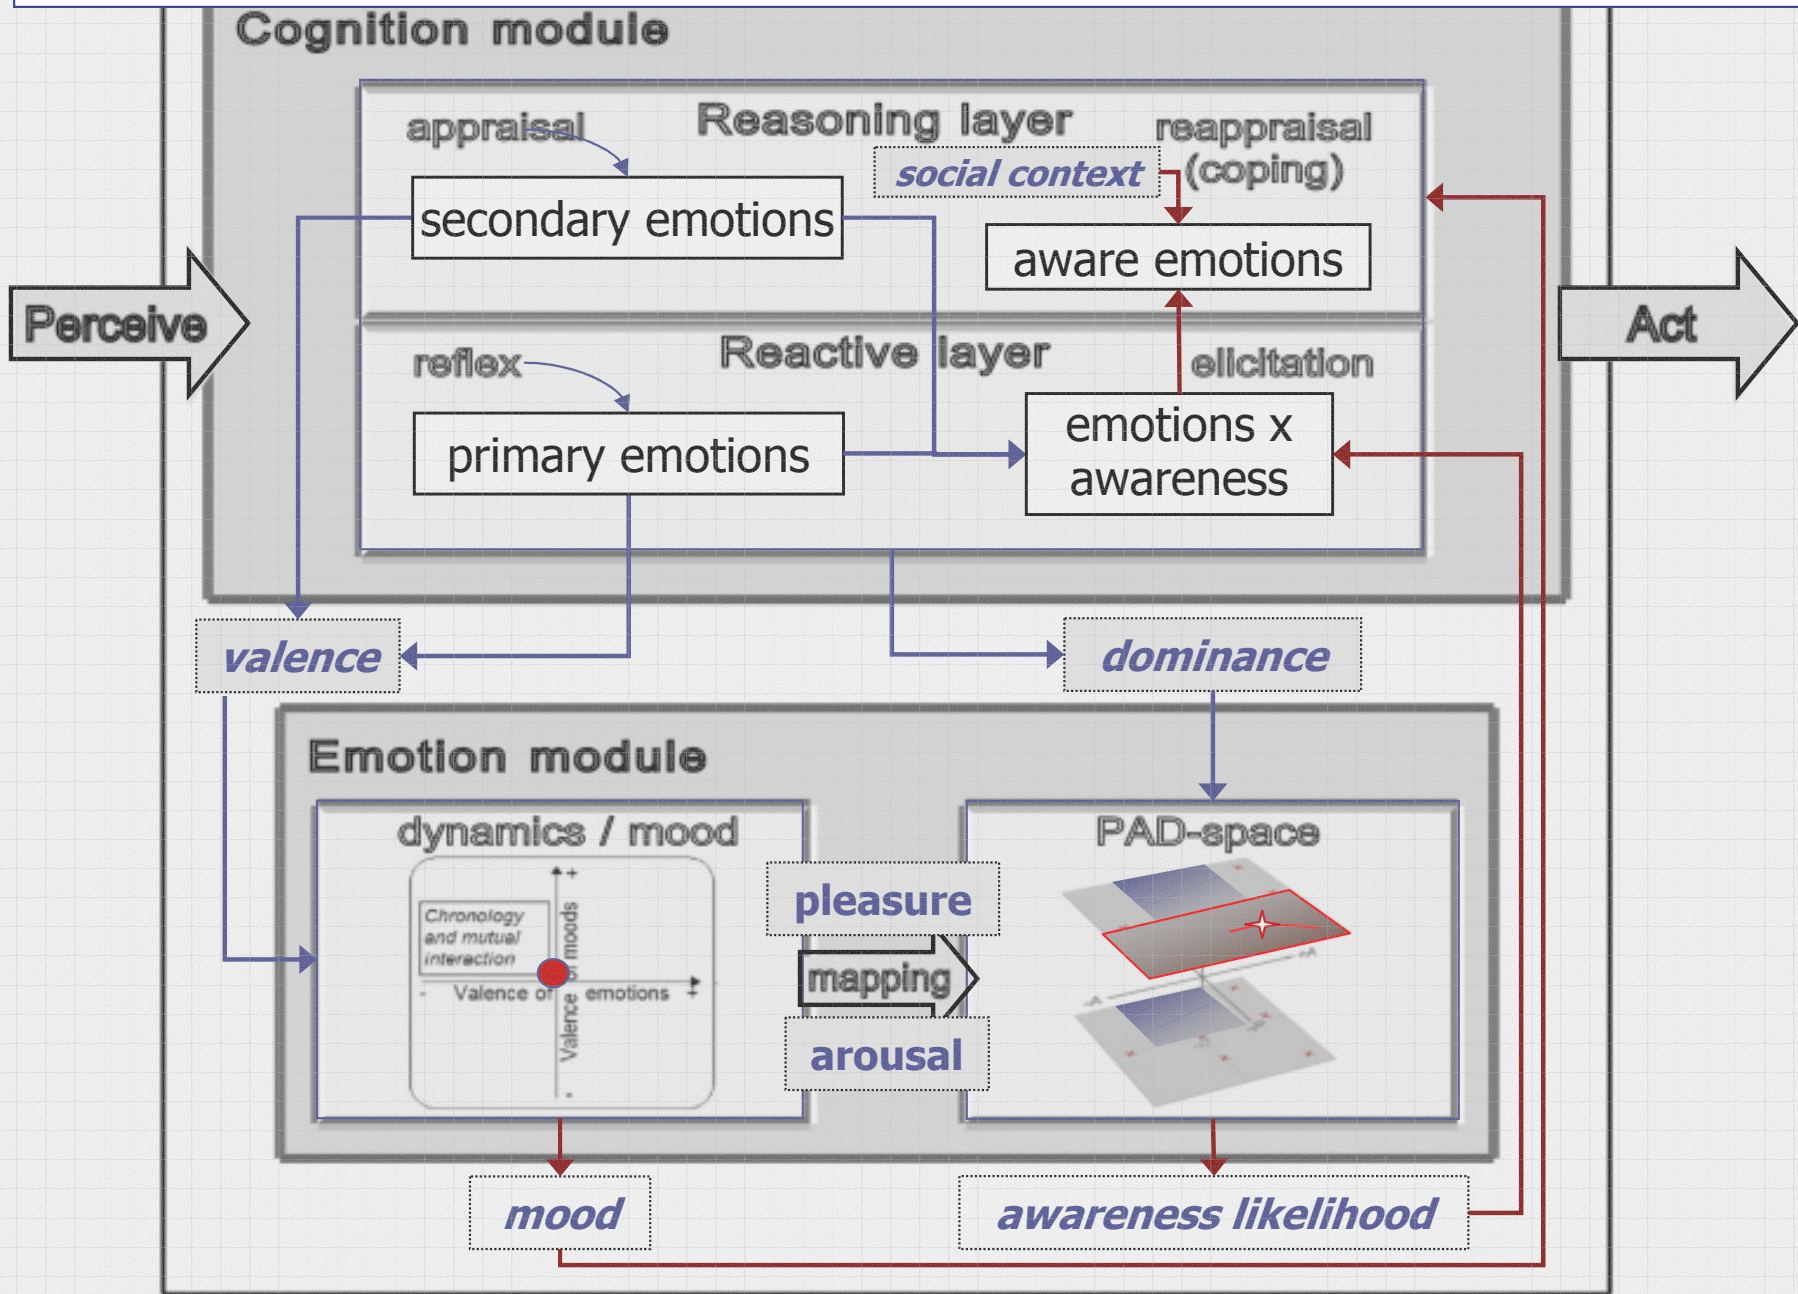 Cognition module
appraisal
Reasoning layer
reappraisal
(coping)
social context
secondary emotions
aware emotions
Perceive
Act
reflex
Reactive layer
elicitation
primary emotions
emotions x
awareness
valence
dominance
Emotion module
dynamics / mood
PAD-space
+
Chronology
and mutual
interaction
Valence of moods
- Valence of emotions +
-
pleasure
mapping
arousal
+A
-A
mood
awareness likelihood